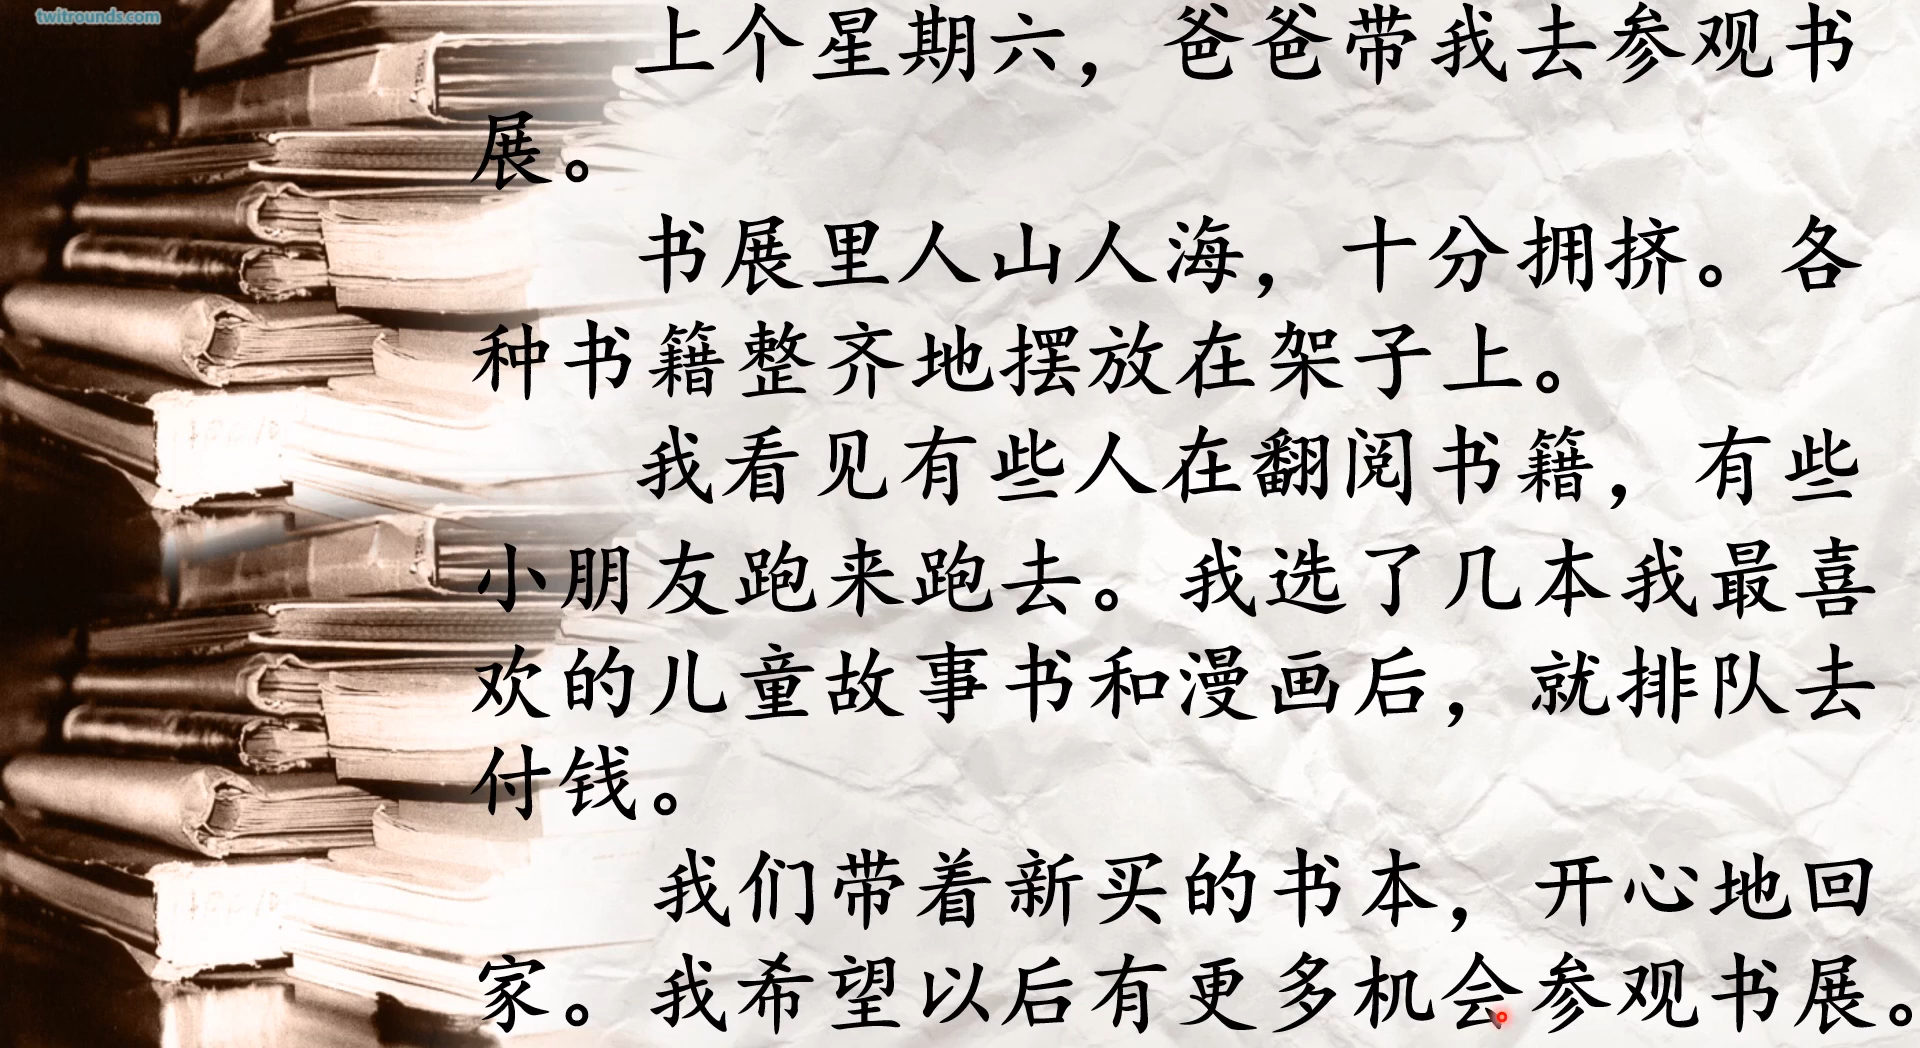 twitrounds.com
上个星期六，爸爸带我去参观书
展。
书展里人山人海，十分拥挤。各
种书籍整齐地摆放在架子上。
我看见有些人在翻阅书籍，有些
小朋友跑来跑去。我选了几本我最喜
欢的儿童故事书和漫画后，就排队去
付钱。
我们带着新买的书本，开心地回
家。我希望以后有更多机会参观书展。